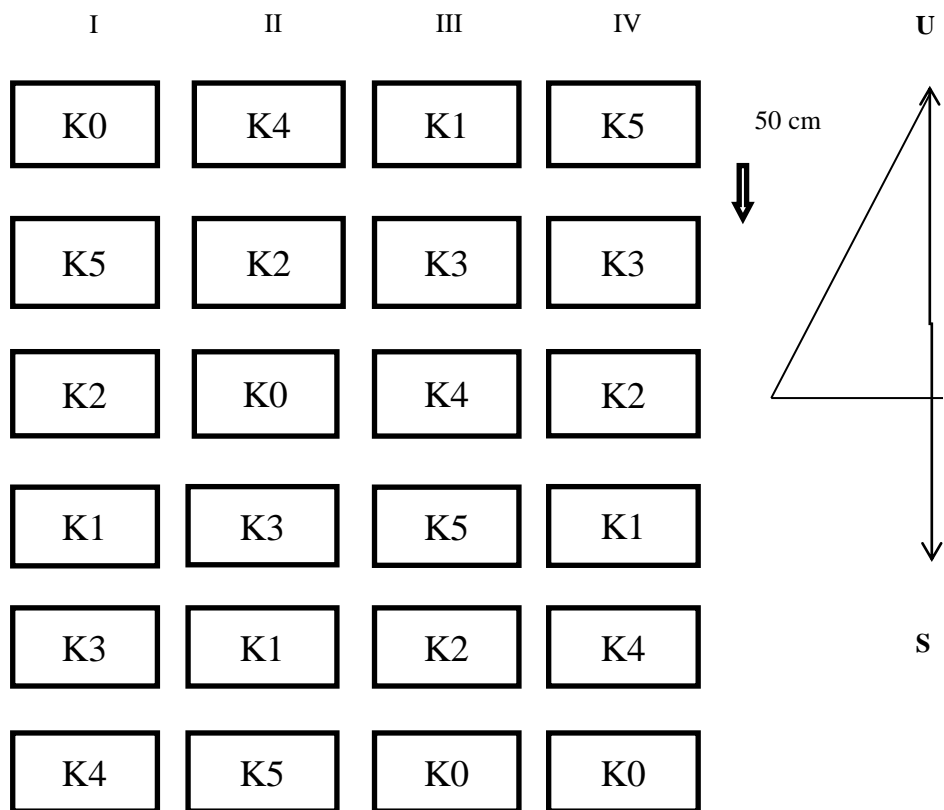 I II III IV U
K0 K4 K1 K5
50 cm
K5 K2 K3 K3
K2 K0 K4 K2
K1 K3 K5 K1
K3 K1 K2 K4
S
K4 K5 K0 K0